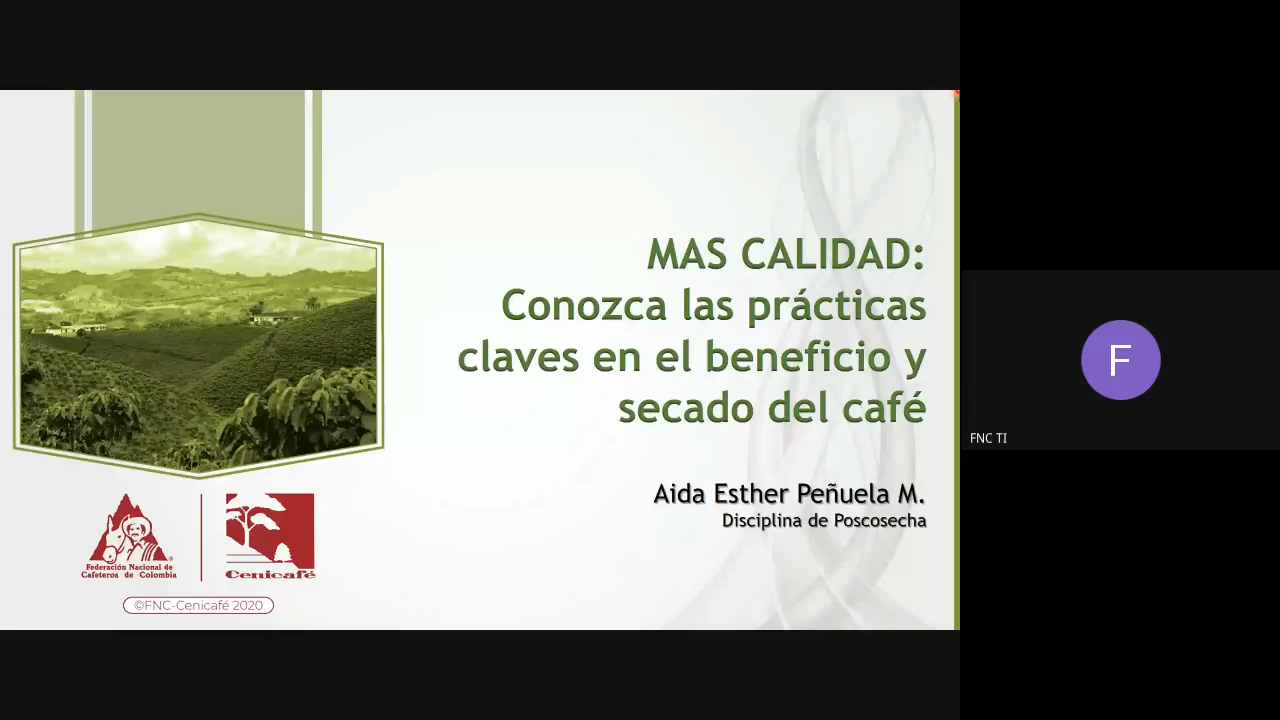 MAS CALIDAD:
Conozca las prácticas
claves en el beneficio y
secado del café
Aida Esther Peñuela M.
Disciplina de Poscosecha
Federación Nacional de
Cafeteros de Colombia
®
Cenicafé
©FNC-Cenicafé 2020
F
FNC TI